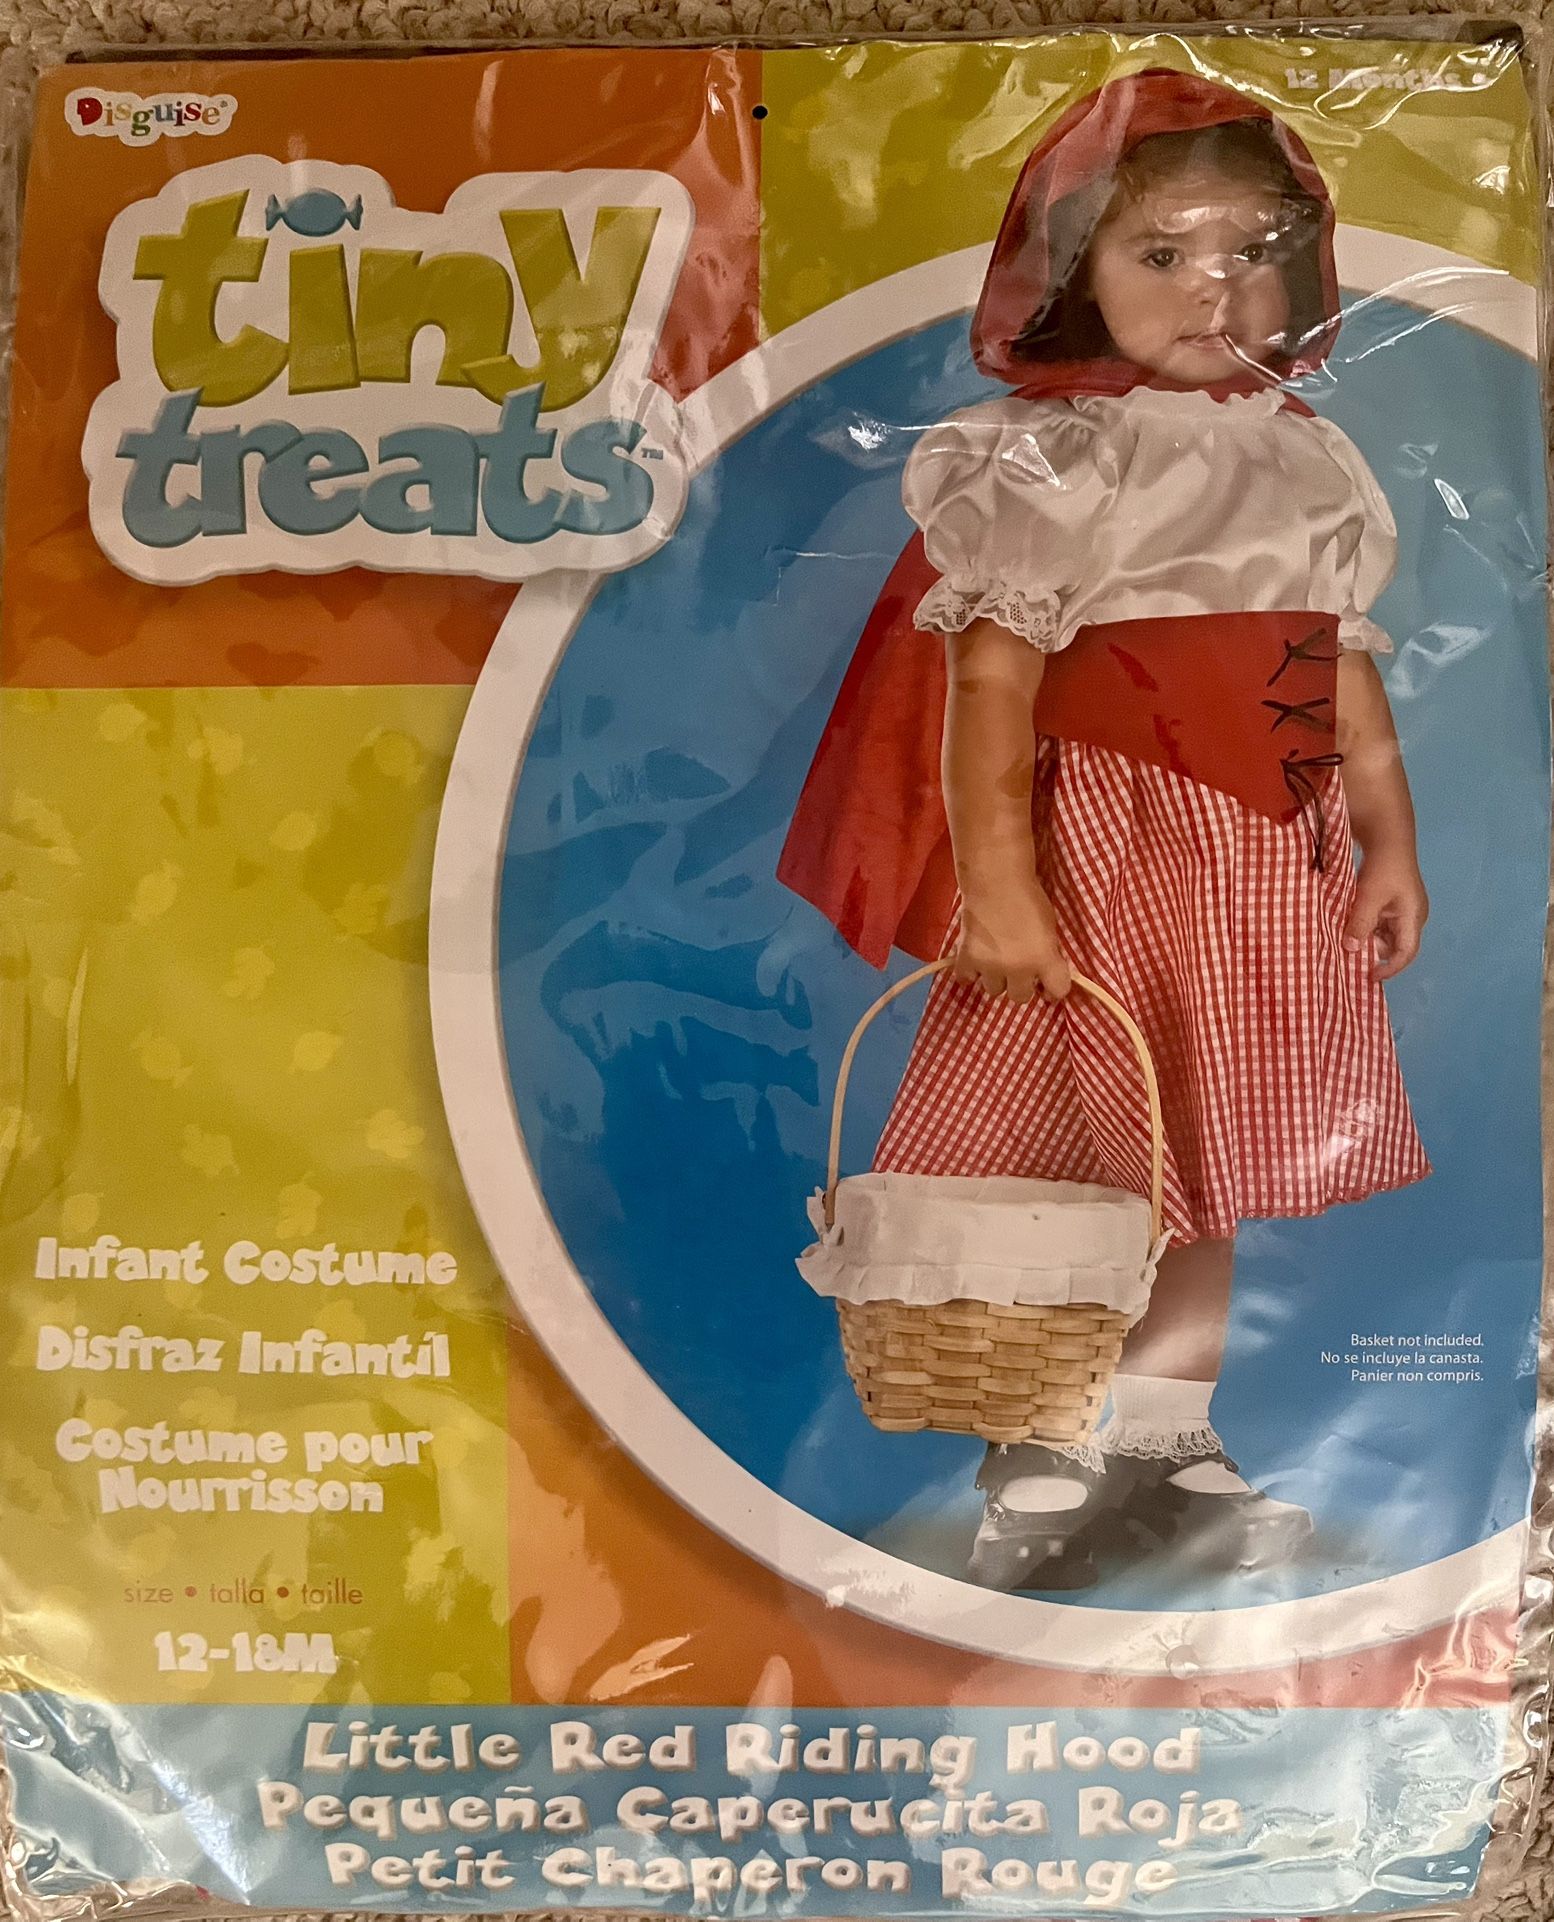 Disguise®
12 Months +
tiny
treats™
Infant Costume
Disfraz Infantil
Costume pour
Nourrisson
size • talla • taille
12-18M
Basket not included.
No se incluye la canasta.
Panier non compris.
Little Red Riding Hood
Pequeña Caperucita Roja
Petit Chaperon Rouge